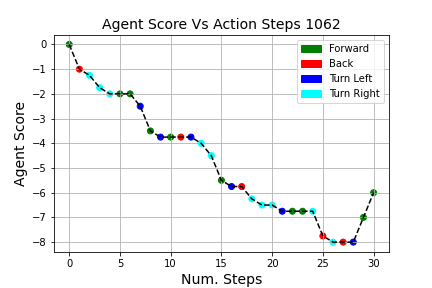 Agent Score Vs Action Steps 1062
Forward
Back
Turn Left
Turn Right
Agent Score
0
−1
−2
−3
−4
−5
−6
−7
−8
0 5 10 15 20 25 30
Num. Steps